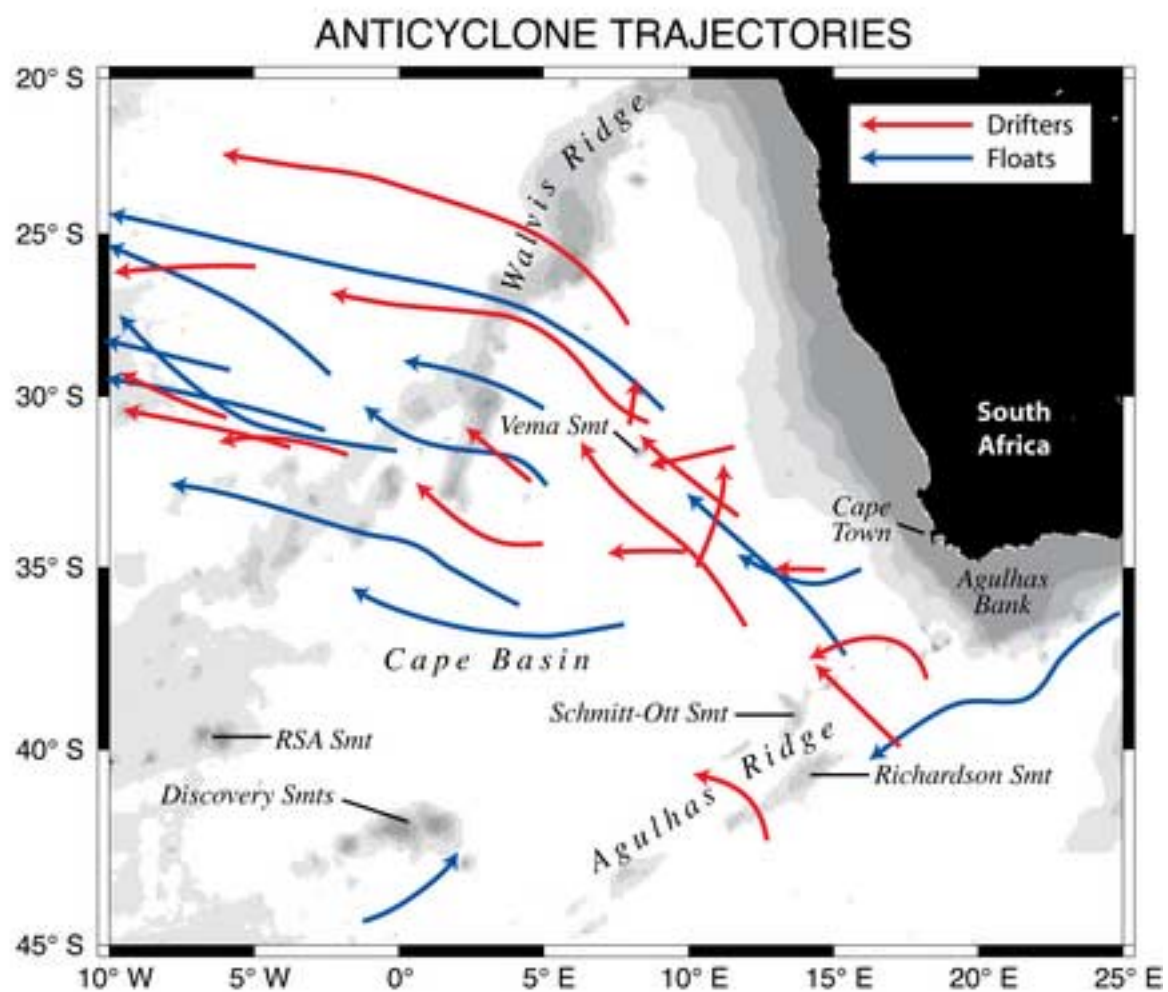 ANTICYCLONE TRAJECTORIES
20° S
25° S
30° S
35° S
40° S
45° S
Drifters
Floats
Walvis Ridge
Vema Smt
South
Africa
Cape
Town
Agulhas
Bank
Cape Basin
Schmitt-Ott Smt
RSA Smt
Agulhas Ridge
Richardson Smt
Discovery Smts
10° W
5° W
0°
5° E
10° E
15° E
20° E
25° E